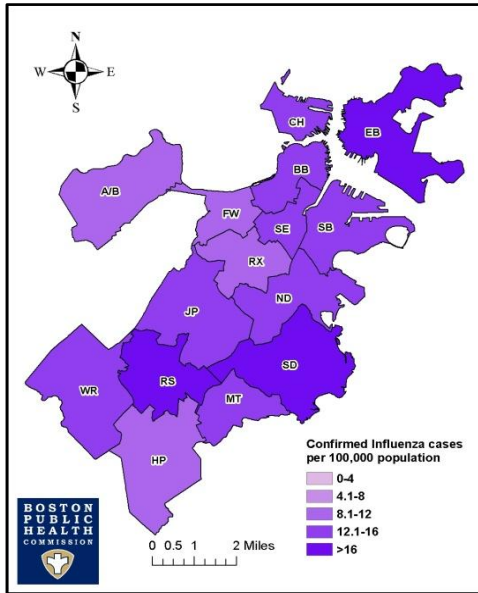 N
W E
S
CH
EB
BB
A/B
FW
SE
SB
RX
ND
JP
SD
RS
WR
MT
HP
Confirmed Influenza cases
per 100,000 population
0-4
4.1-8
8.1-12
12.1-16
>16
BOSTON
PUBLIC
HEALTH
COMMISSION
0 0.5 1 2 Miles